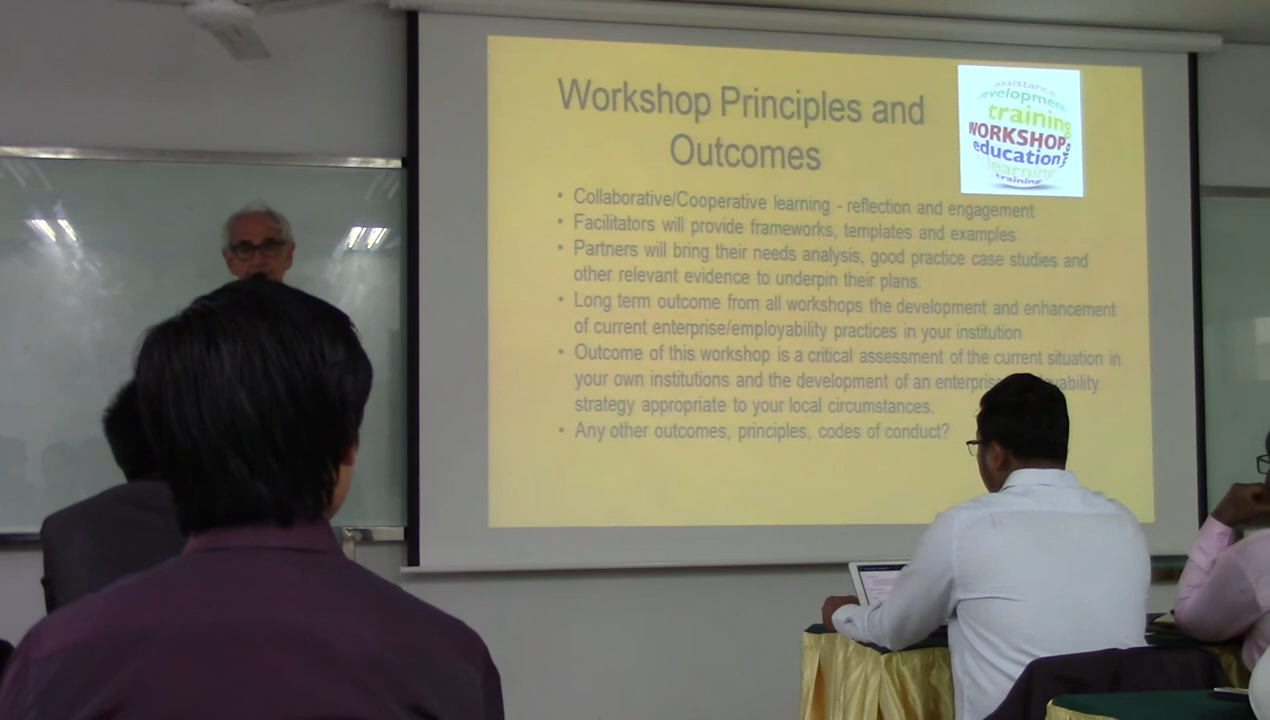 Workshop Principles and
Outcomes
assistance
development
training
WORKSHOP
education
learning
training
• Collaborative/Cooperative learning - reflection and engagement
• Facilitators will provide frameworks, templates and examples
• Partners will bring their needs analysis, good practice case studies and
other relevant evidence to underpin their plans.
• Long term outcome from all workshops the development and enhancement
of current enterprise/employability practices in your institution
• Outcome of this workshop is a critical assessment of the current situation in
your own institutions and the development of an
strategy appropriate to your local circumstances.
• Any other outcomes, principles, codes of conduct?